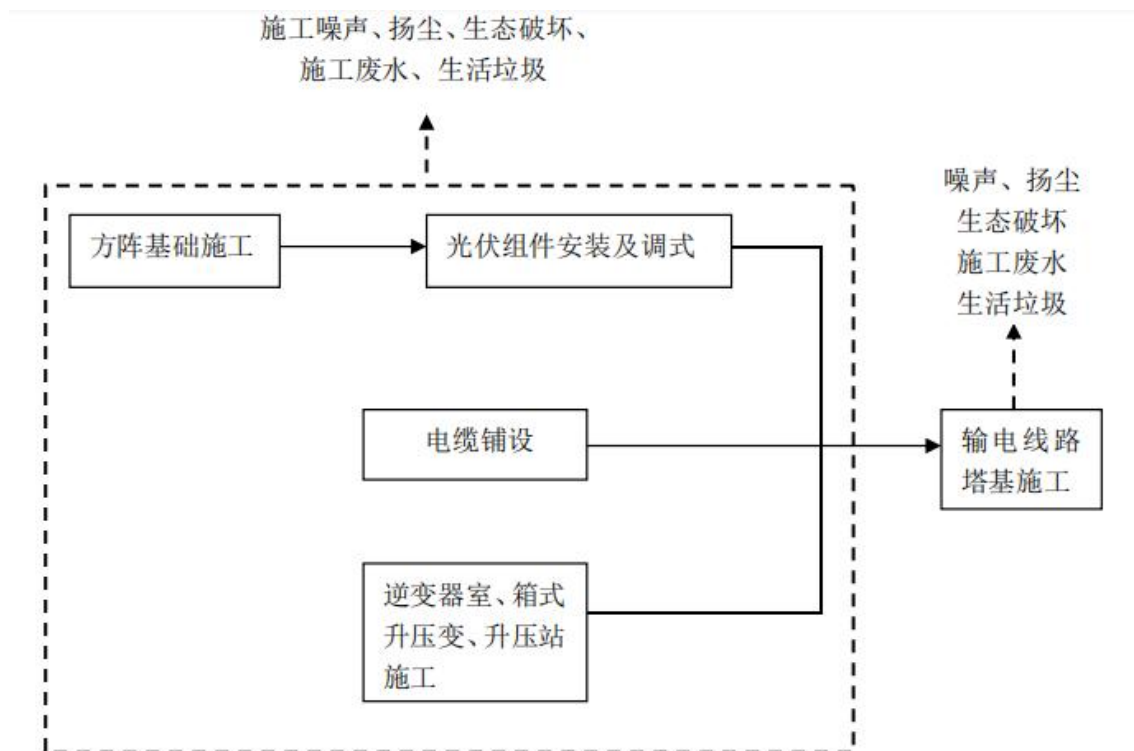 施工噪声、扬尘、生态破坏、
施工废水、生活垃圾
噪声、扬尘
生态破坏
施工废水
生活垃圾
方阵基础施工
光伏组件安装及调式
电缆铺设
输电线路
塔基施工
逆变器室、箱式
升压变、升压站
施工